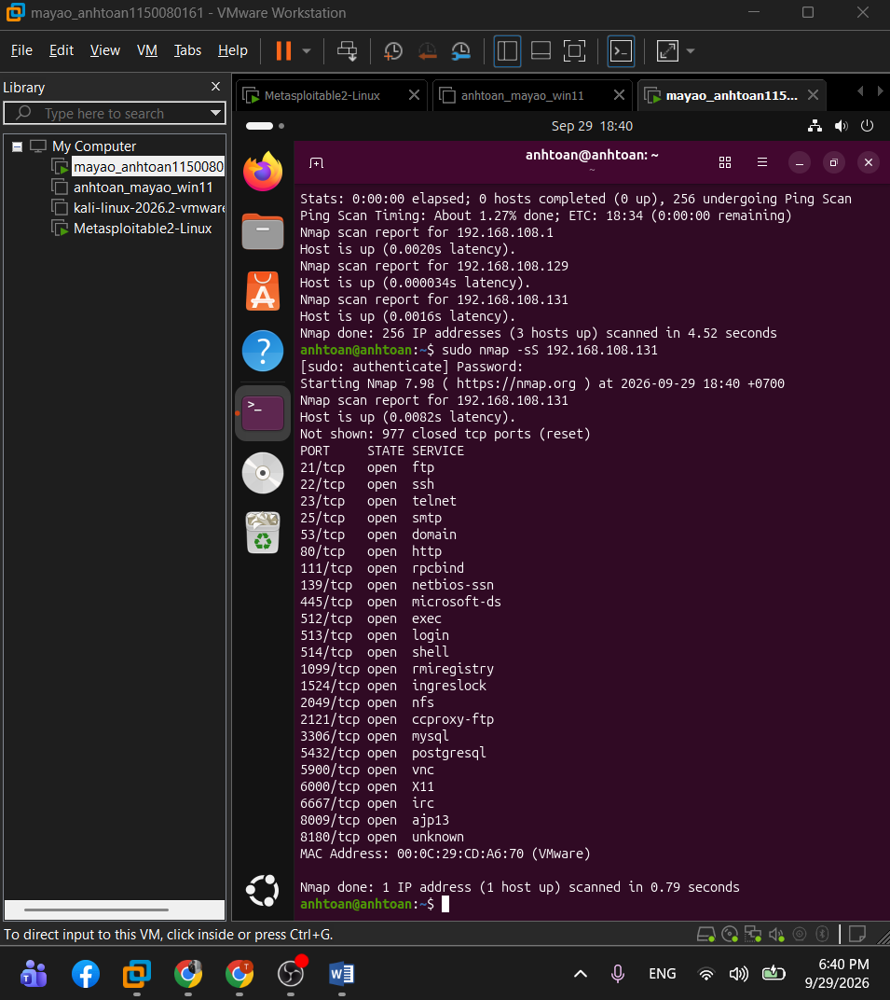 mayao_anhtoan1150080161 - VMware Workstation
File Edit View VM Tabs Help
Library
Type here to search
My Computer
mayao_anhtoan1150080
anhtoan_mayao_win11
kali-linux-2026.2-vmware
Metasploitable2-Linux
Metasploitable2-Linux
anhtoan_mayao_win11
mayao_anhtoan115...
Sep 29 18:40
anhtoan@anhtoan: ~
~
Stats: 0:00:00 elapsed; 0 hosts completed (0 up), 256 undergoing Ping Scan
Ping Scan Timing: About 1.27% done; ETC: 18:34 (0:00:00 remaining)
Nmap scan report for 192.168.108.1
Host is up (0.0020s latency).
Nmap scan report for 192.168.108.129
Host is up (0.000034s latency).
Nmap scan report for 192.168.108.131
Host is up (0.0016s latency).
Nmap done: 256 IP addresses (3 hosts up) scanned in 4.52 seconds
anhtoan@anhtoan:~$ sudo nmap -sS 192.168.108.131
[sudo: authenticate] Password:
Starting Nmap 7.98 ( https://nmap.org ) at 2026-09-29 18:40 +0700
Nmap scan report for 192.168.108.131
Host is up (0.0082s latency).
Not shown: 977 closed tcp ports (reset)
PORT     STATE SERVICE
21/tcp   open  ftp
22/tcp   open  ssh
23/tcp   open  telnet
25/tcp   open  smtp
53/tcp   open  domain
80/tcp   open  http
111/tcp  open  rpcbind
139/tcp  open  netbios-ssn
445/tcp  open  microsoft-ds
512/tcp  open  exec
513/tcp  open  login
514/tcp  open  shell
1099/tcp open  rmiregistry
1524/tcp open  ingreslock
2049/tcp open  nfs
2121/tcp open  ccproxy-ftp
3306/tcp open  mysql
5432/tcp open  postgresql
5900/tcp open  vnc
6000/tcp open  X11
6667/tcp open  irc
8009/tcp open  ajp13
8180/tcp open  unknown
MAC Address: 00:0C:29:CD:A6:70 (VMware)
Nmap done: 1 IP address (1 host up) scanned in 0.79 seconds
anhtoan@anhtoan:~$
To direct input to this VM, click inside or press Ctrl+G.
ENG
6:40 PM
9/29/2026